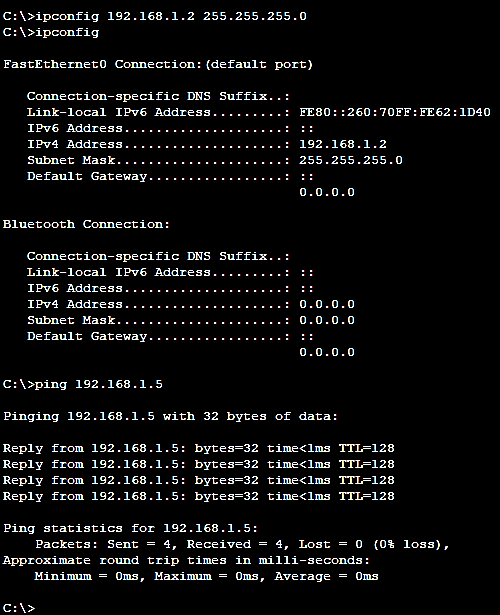 C:\>ipconfig 192.168.1.2 255.255.255.0
C:\>ipconfig
FastEthernet0 Connection:(default port)
Connection-specific DNS Suffix..:
Link-local IPv6 Address.........: FE80::260:70FF:FE62:1D40
IPv6 Address....................: ::
IPv4 Address....................: 192.168.1.2
Subnet Mask.....................: 255.255.255.0
Default Gateway.................: ::
0.0.0.0
Bluetooth Connection:
Connection-specific DNS Suffix..:
Link-local IPv6 Address.........: ::
IPv6 Address....................: ::
IPv4 Address....................: 0.0.0.0
Subnet Mask.....................: 0.0.0.0
Default Gateway.................: ::
0.0.0.0
C:\>ping 192.168.1.5
Pinging 192.168.1.5 with 32 bytes of data:
Reply from 192.168.1.5: bytes=32 time<1ms TTL=128
Reply from 192.168.1.5: bytes=32 time<1ms TTL=128
Reply from 192.168.1.5: bytes=32 time<1ms TTL=128
Reply from 192.168.1.5: bytes=32 time<1ms TTL=128
Ping statistics for 192.168.1.5:
Packets: Sent = 4, Received = 4, Lost = 0 (0% loss),
Approximate round trip times in milli-seconds:
Minimum = 0ms, Maximum = 0ms, Average = 0ms
C:\>